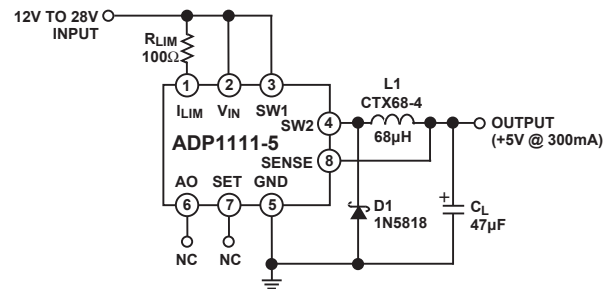 12V TO 28V
INPUT
RLIM
100Ω
1
2
3
ILIM
VIN
SW1
L1
CTX68-4
68µH
SW2
4
ADP1111-5
SENSE
8
OUTPUT
(+5V @ 300mA)
AO
SET
GND
6
7
5
D1
1N5818
+
CL
47µF
NC
NC